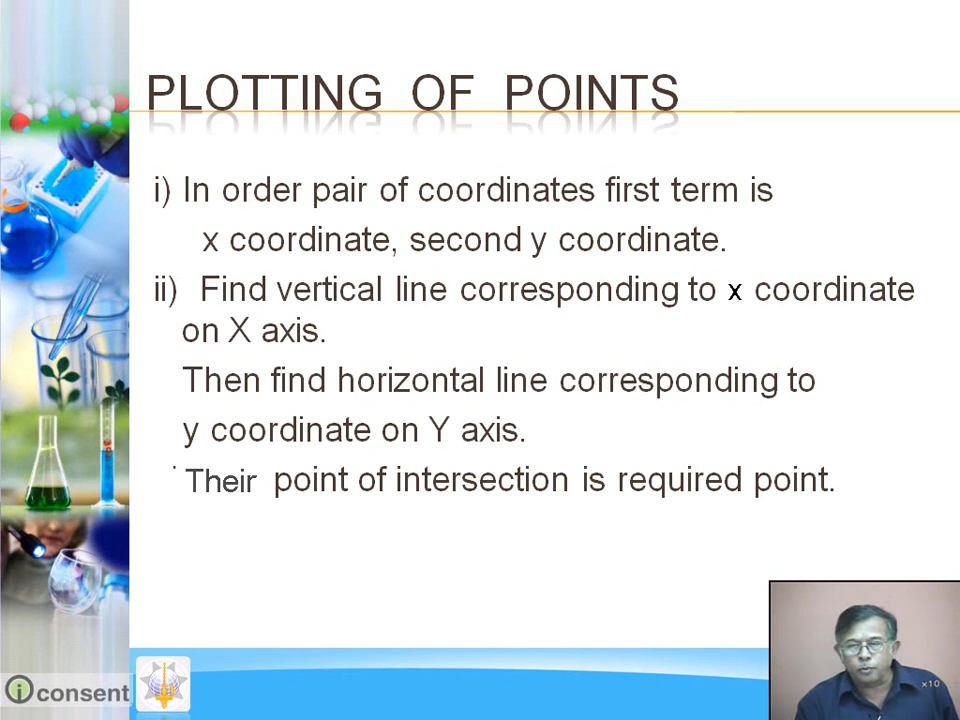 PLOTTING OF POINTS
i) In order pair of coordinates first term is
x coordinate, second y coordinate.
ii) Find vertical line corresponding to x coordinate
on X axis.
Then find horizontal line corresponding to
y coordinate on Y axis.
Their point of intersection is required point.
x10
i consent